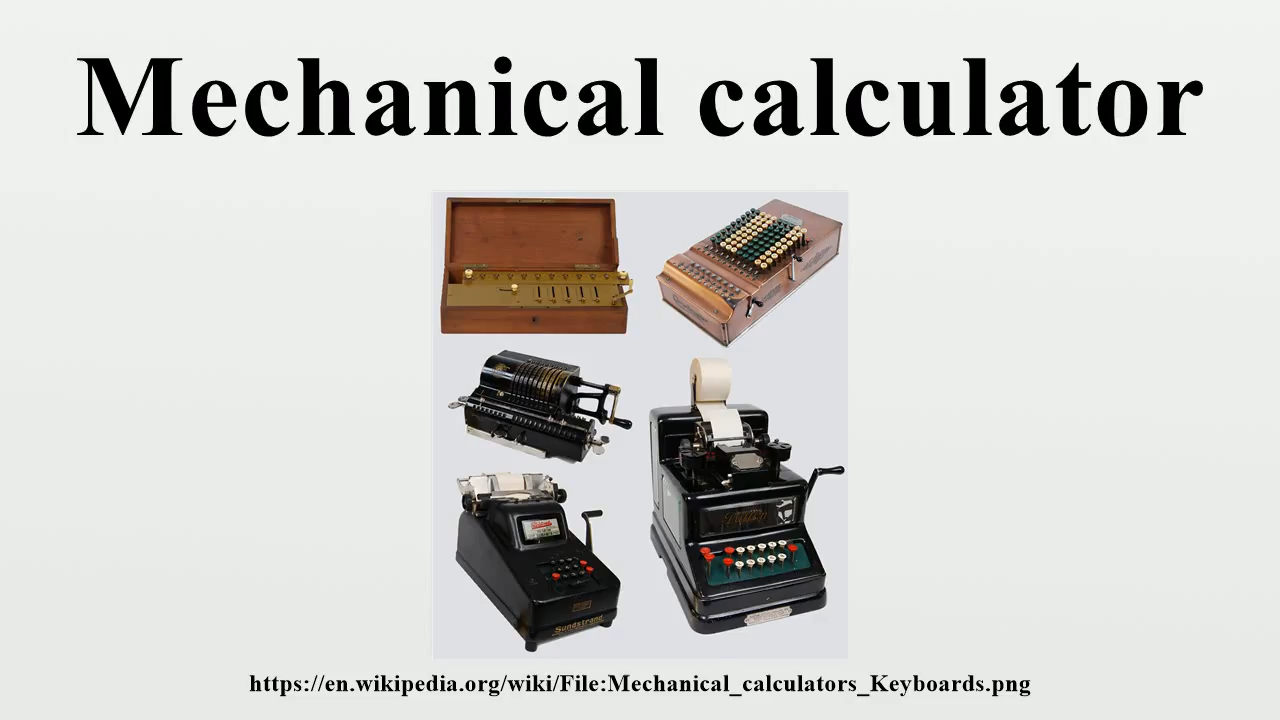 Mechanical calculator
Sundstrand
https://en.wikipedia.org/wiki/File:Mechanical_calculators_Keyboards.png